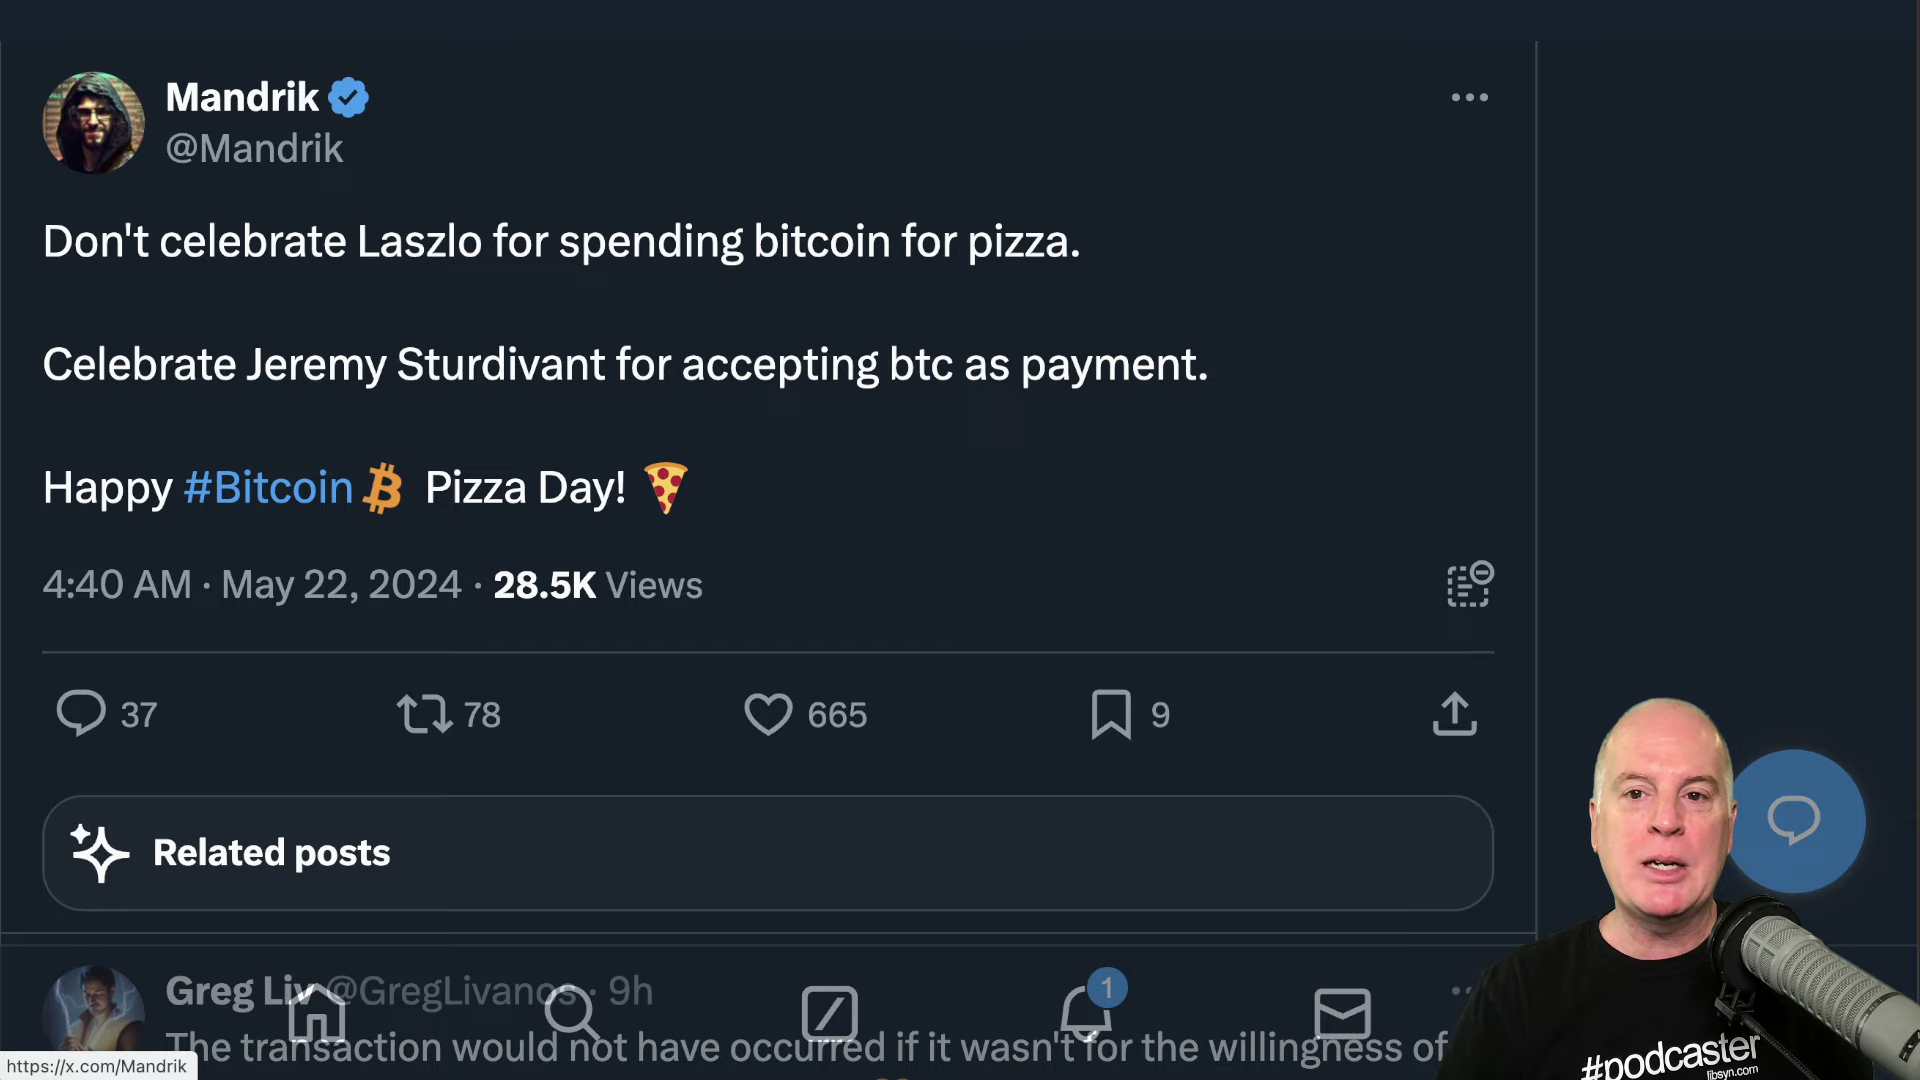 Mandrik
@Mandrik
Don't celebrate Laszlo for spending bitcoin for pizza.
Celebrate Jeremy Sturdivant for accepting btc as payment.
Happy #Bitcoin Pizza Day! 🍕
4:40 AM · May 22, 2024 · 28.5K Views
37 78 665 9
Related posts
Greg Liv @GregLivanos · 9h
1
The transaction would not have occurred if it wasn't for the willingness of
https://x.com/Mandrik
#podcaster
libsyn.com